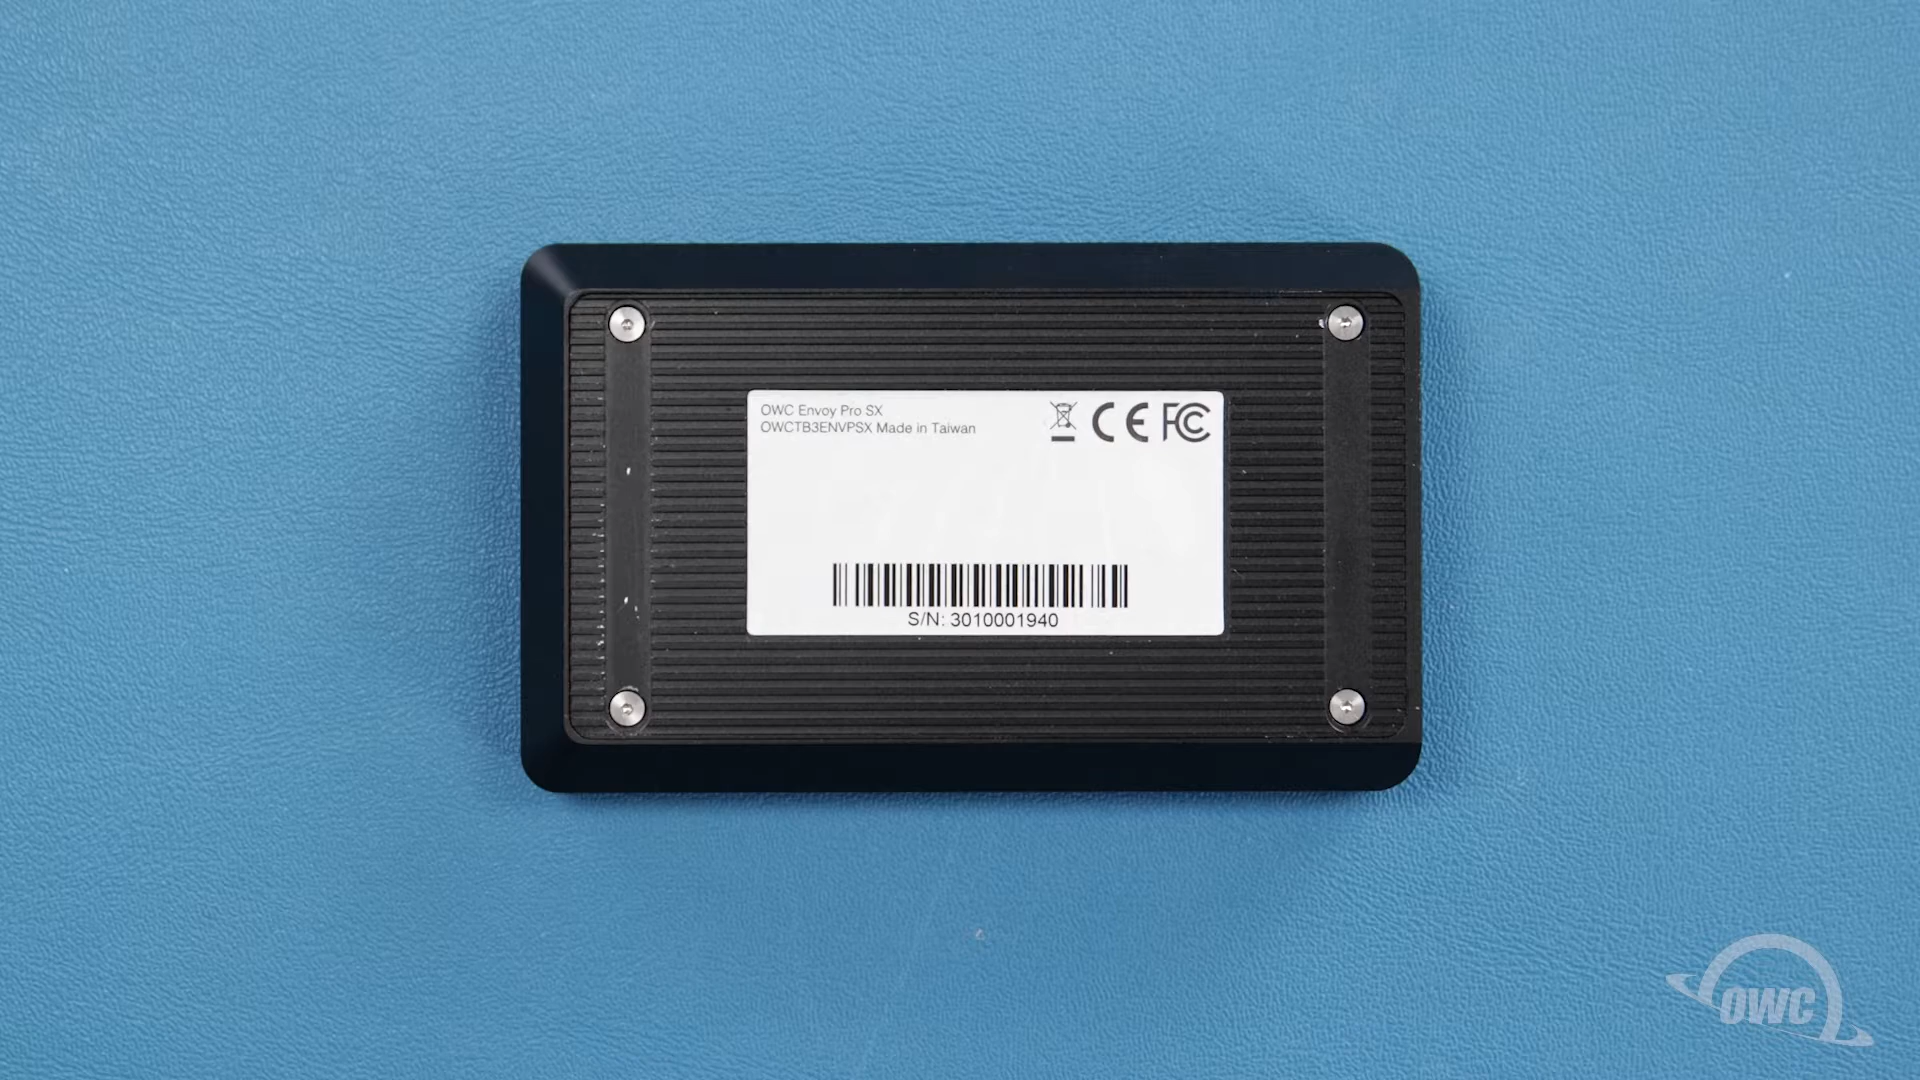 OWC Envoy Pro SX
OWCTB3ENVPSX Made in Taiwan
CE FC
S/N: 3010001940
OWC